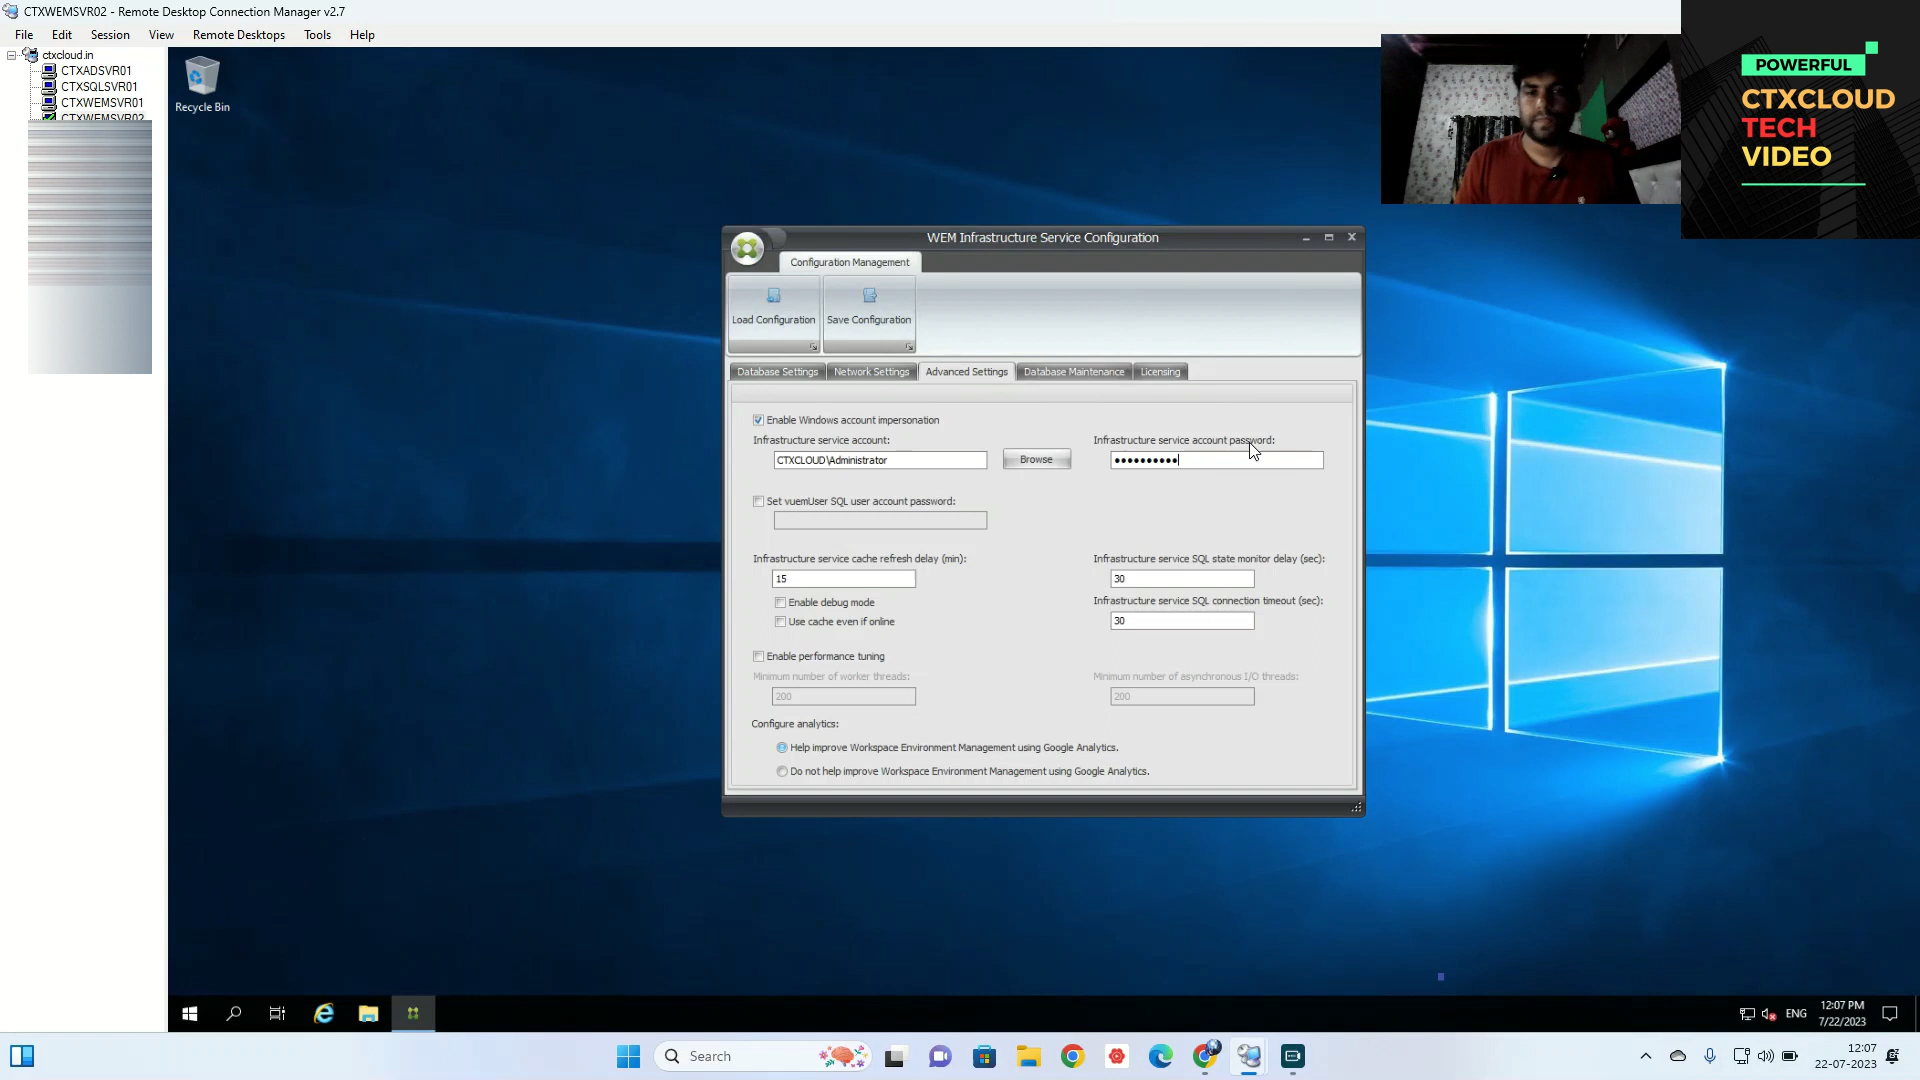 CTXWEMSVR02 - Remote Desktop Connection Manager v2.7
File Edit Session View Remote Desktops Tools Help
ctxcloud.in
CTXADSVR01
CTXSQLSVR01
CTXWEMSVR01
CTXWEMSVR02
Recycle Bin
POWERFUL
CTXCLOUD
TECH
VIDEO
WEM Infrastructure Service Configuration
Configuration Management
Load Configuration Save Configuration
Database Settings Network Settings Advanced Settings Database Maintenance Licensing
Enable Windows account impersonation
Infrastructure service account: Infrastructure service account password:
CTXCLOUD\Administrator Browse ••••••••••
Set vuemUser SQL user account password:
Infrastructure service cache refresh delay (min): Infrastructure service SQL state monitor delay (sec):
15 30
Enable debug mode Infrastructure service SQL connection timeout (sec):
Use cache even if online 30
Enable performance tuning
Minimum number of worker threads: Minimum number of asynchronous I/O threads:
200 200
Configure analytics:
Help improve Workspace Environment Management using Google Analytics.
Do not help improve Workspace Environment Management using Google Analytics.
ENG 12:07 PM
7/22/2023
Search
12:07
22-07-2023